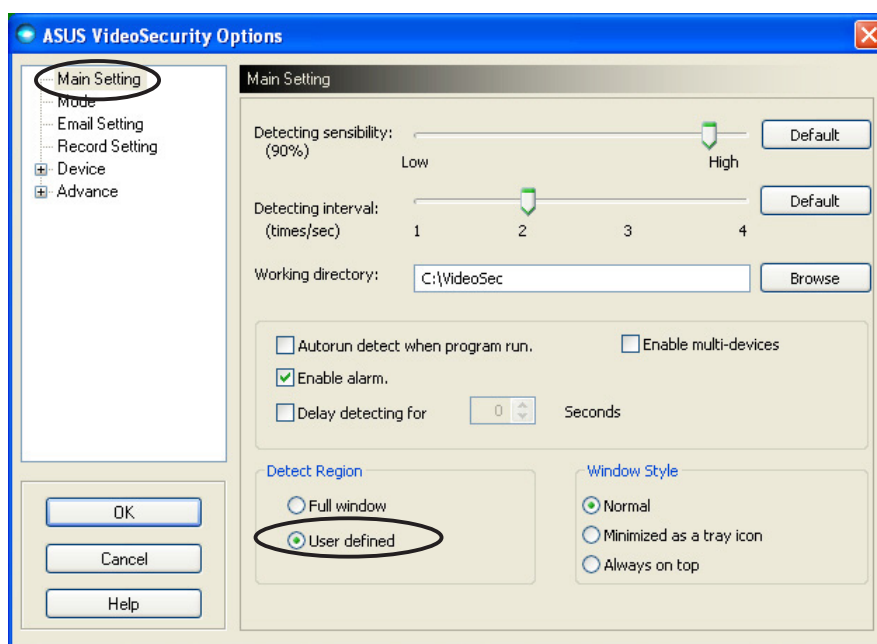 ASUS VideoSecurity Options
Main Setting
Mode
Email Setting
Record Setting
Device
Advance
OK
Cancel
Help
Main Setting
Detecting sensibility:
(90%)
Low
High
Default
Detecting interval:
(times/sec)
1 2 3 4
Default
Working directory:
C:\VideoSec
Browse
Autorun detect when program run.
Enable multi-devices
Enable alarm.
Delay detecting for 0 Seconds
Detect Region
Full window
User defined
Window Style
Normal
Minimized as a tray icon
Always on top